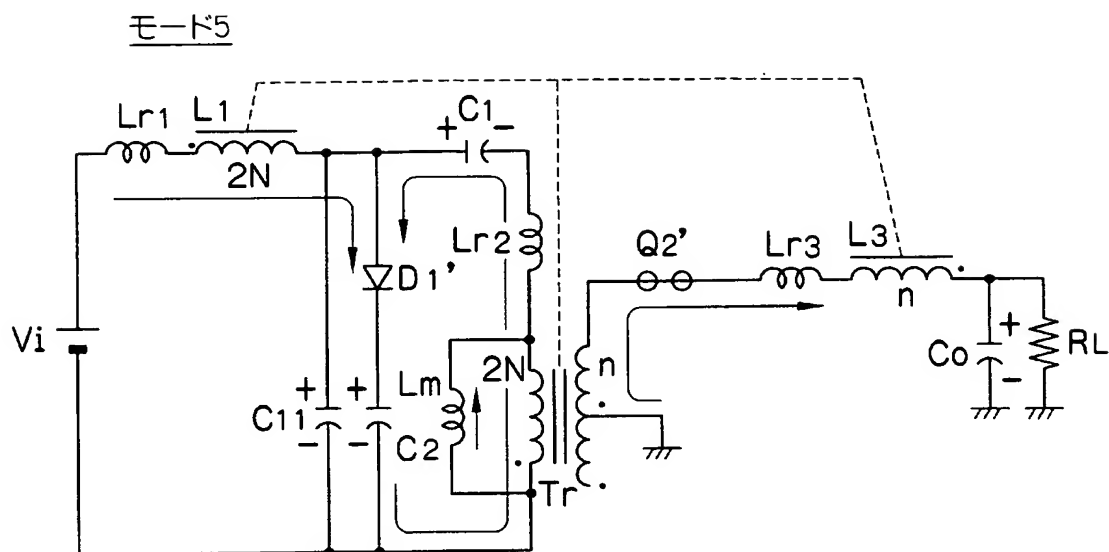 モード5
Lr1
L1
2N
+ C1 -
Lr2
D1'
Q2'
Lr3
L3
n
Vi
+
C11
-
+
C2
-
Lm
2N
n
Tr
Co
+
-
RL